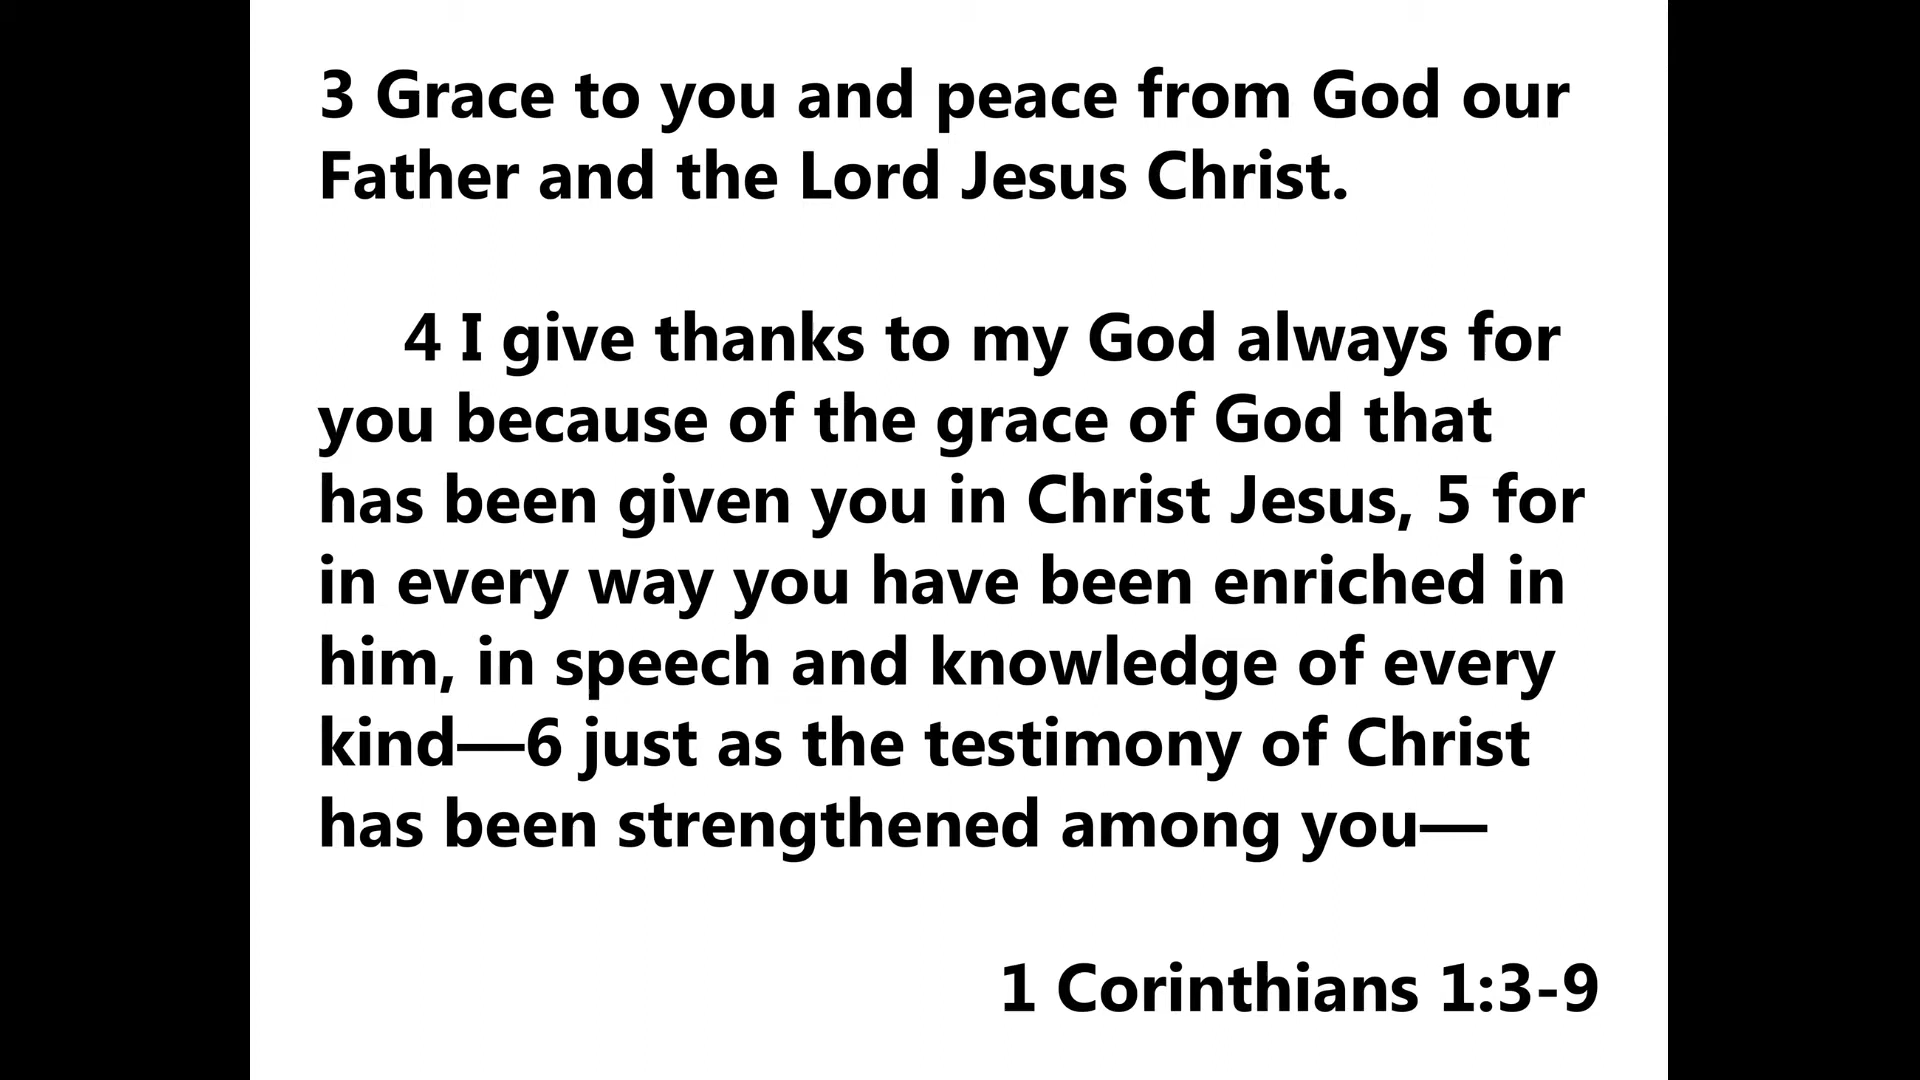 3 Grace to you and peace from God our
Father and the Lord Jesus Christ.
4 I give thanks to my God always for
you because of the grace of God that
has been given you in Christ Jesus, 5 for
in every way you have been enriched in
him, in speech and knowledge of every
kind—6 just as the testimony of Christ
has been strengthened among you—
1 Corinthians 1:3-9